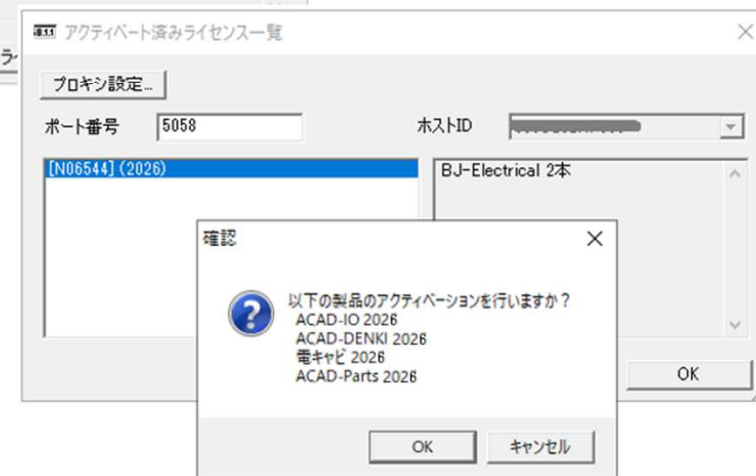 アクティベート済みライセンス一覧
プロキシ設定...
ポート番号 5058 ホストID
[N06544] (2026)
BJ-Electrical 2本
確認
以下の製品のアクティベーションを行いますか？
ACAD-IO 2026
ACAD-DENKI 2026
電キャビ 2026
ACAD-Parts 2026
OK キャンセル
OK